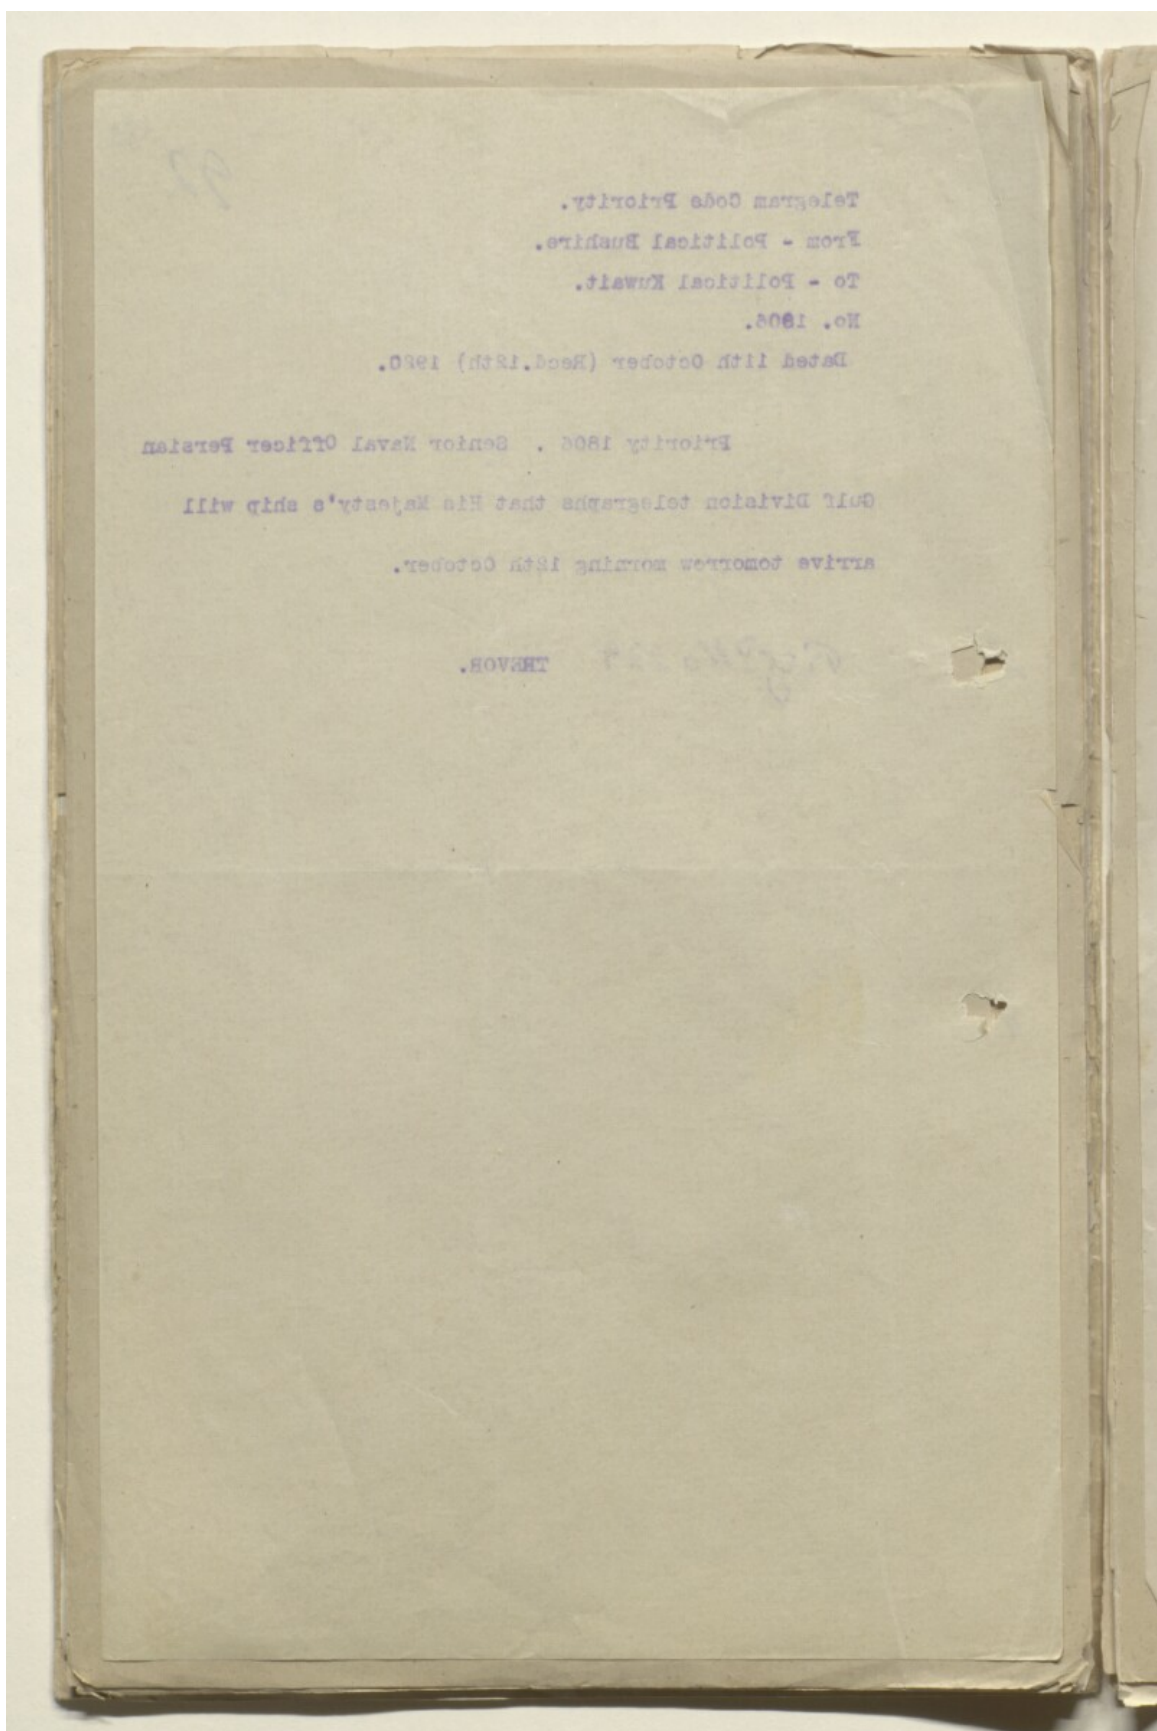 Telegram Code Priority.
From - Political Bushire.
To - Political Kuwait.
No. 1806.
Dated 11th October (Recd.12th) 1920.
Priority 1806 . Senior Naval Officer Persian
Gulf Division telegraphs that His Majesty's ship will
arrive tomorrow morning 12th October.
TREVOR.